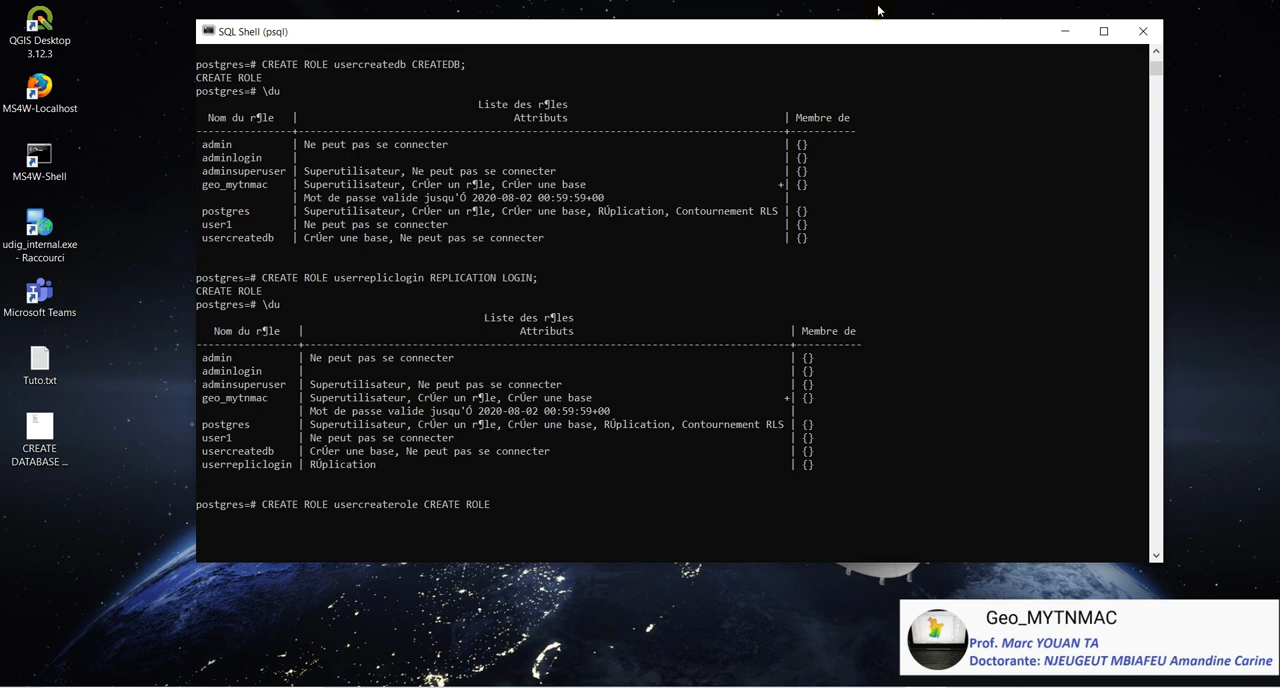 QGIS Desktop
3.12.3
MS4W-Localhost
MS4W-Shell
udig_internal.exe
- Raccourci
Microsoft Teams
Tuto.txt
CREATE
DATABASE ...
SQL Shell (psql)
postgres=# CREATE ROLE usercreatedb CREATEDB;
CREATE ROLE
postgres=# \du
Liste des r¶les
Nom du r¶le | Attributs | Membre de
---------------+--------------------------------------------------------------------------------+-----------
admin | Ne peut pas se connecter | {}
adminlogin | | {}
adminsuperuser | Superutilisateur, Ne peut pas se connecter | {}
geo_mytnmac | Superutilisateur, CrÚer un r¶le, CrÚer une base +| {}
| Mot de passe valide jusqu'Ó 2020-08-02 00:59:59+00 |
postgres | Superutilisateur, CrÚer un r¶le, CrÚer une base, RÚplication, Contournement RLS | {}
user1 | Ne peut pas se connecter | {}
usercreatedb | CrÚer une base, Ne peut pas se connecter | {}
postgres=# CREATE ROLE userrepliclogin REPLICATION LOGIN;
CREATE ROLE
postgres=# \du
Liste des r¶les
Nom du r¶le | Attributs | Membre de
----------------+--------------------------------------------------------------------------------+-----------
admin | Ne peut pas se connecter | {}
adminlogin | | {}
adminsuperuser | Superutilisateur, Ne peut pas se connecter | {}
geo_mytnmac | Superutilisateur, CrÚer un r¶le, CrÚer une base +| {}
| Mot de passe valide jusqu'Ó 2020-08-02 00:59:59+00 |
postgres | Superutilisateur, CrÚer un r¶le, CrÚer une base, RÚplication, Contournement RLS | {}
user1 | Ne peut pas se connecter | {}
usercreatedb | CrÚer une base, Ne peut pas se connecter | {}
userrepliclogin | RÚplication | {}
postgres=# CREATE ROLE usercreaterole CREATE ROLE
Geo_MYTNMAC
Prof. Marc YOUAN TA
Doctorante: NJEUGEUT MBIAFEU Amandine Carine